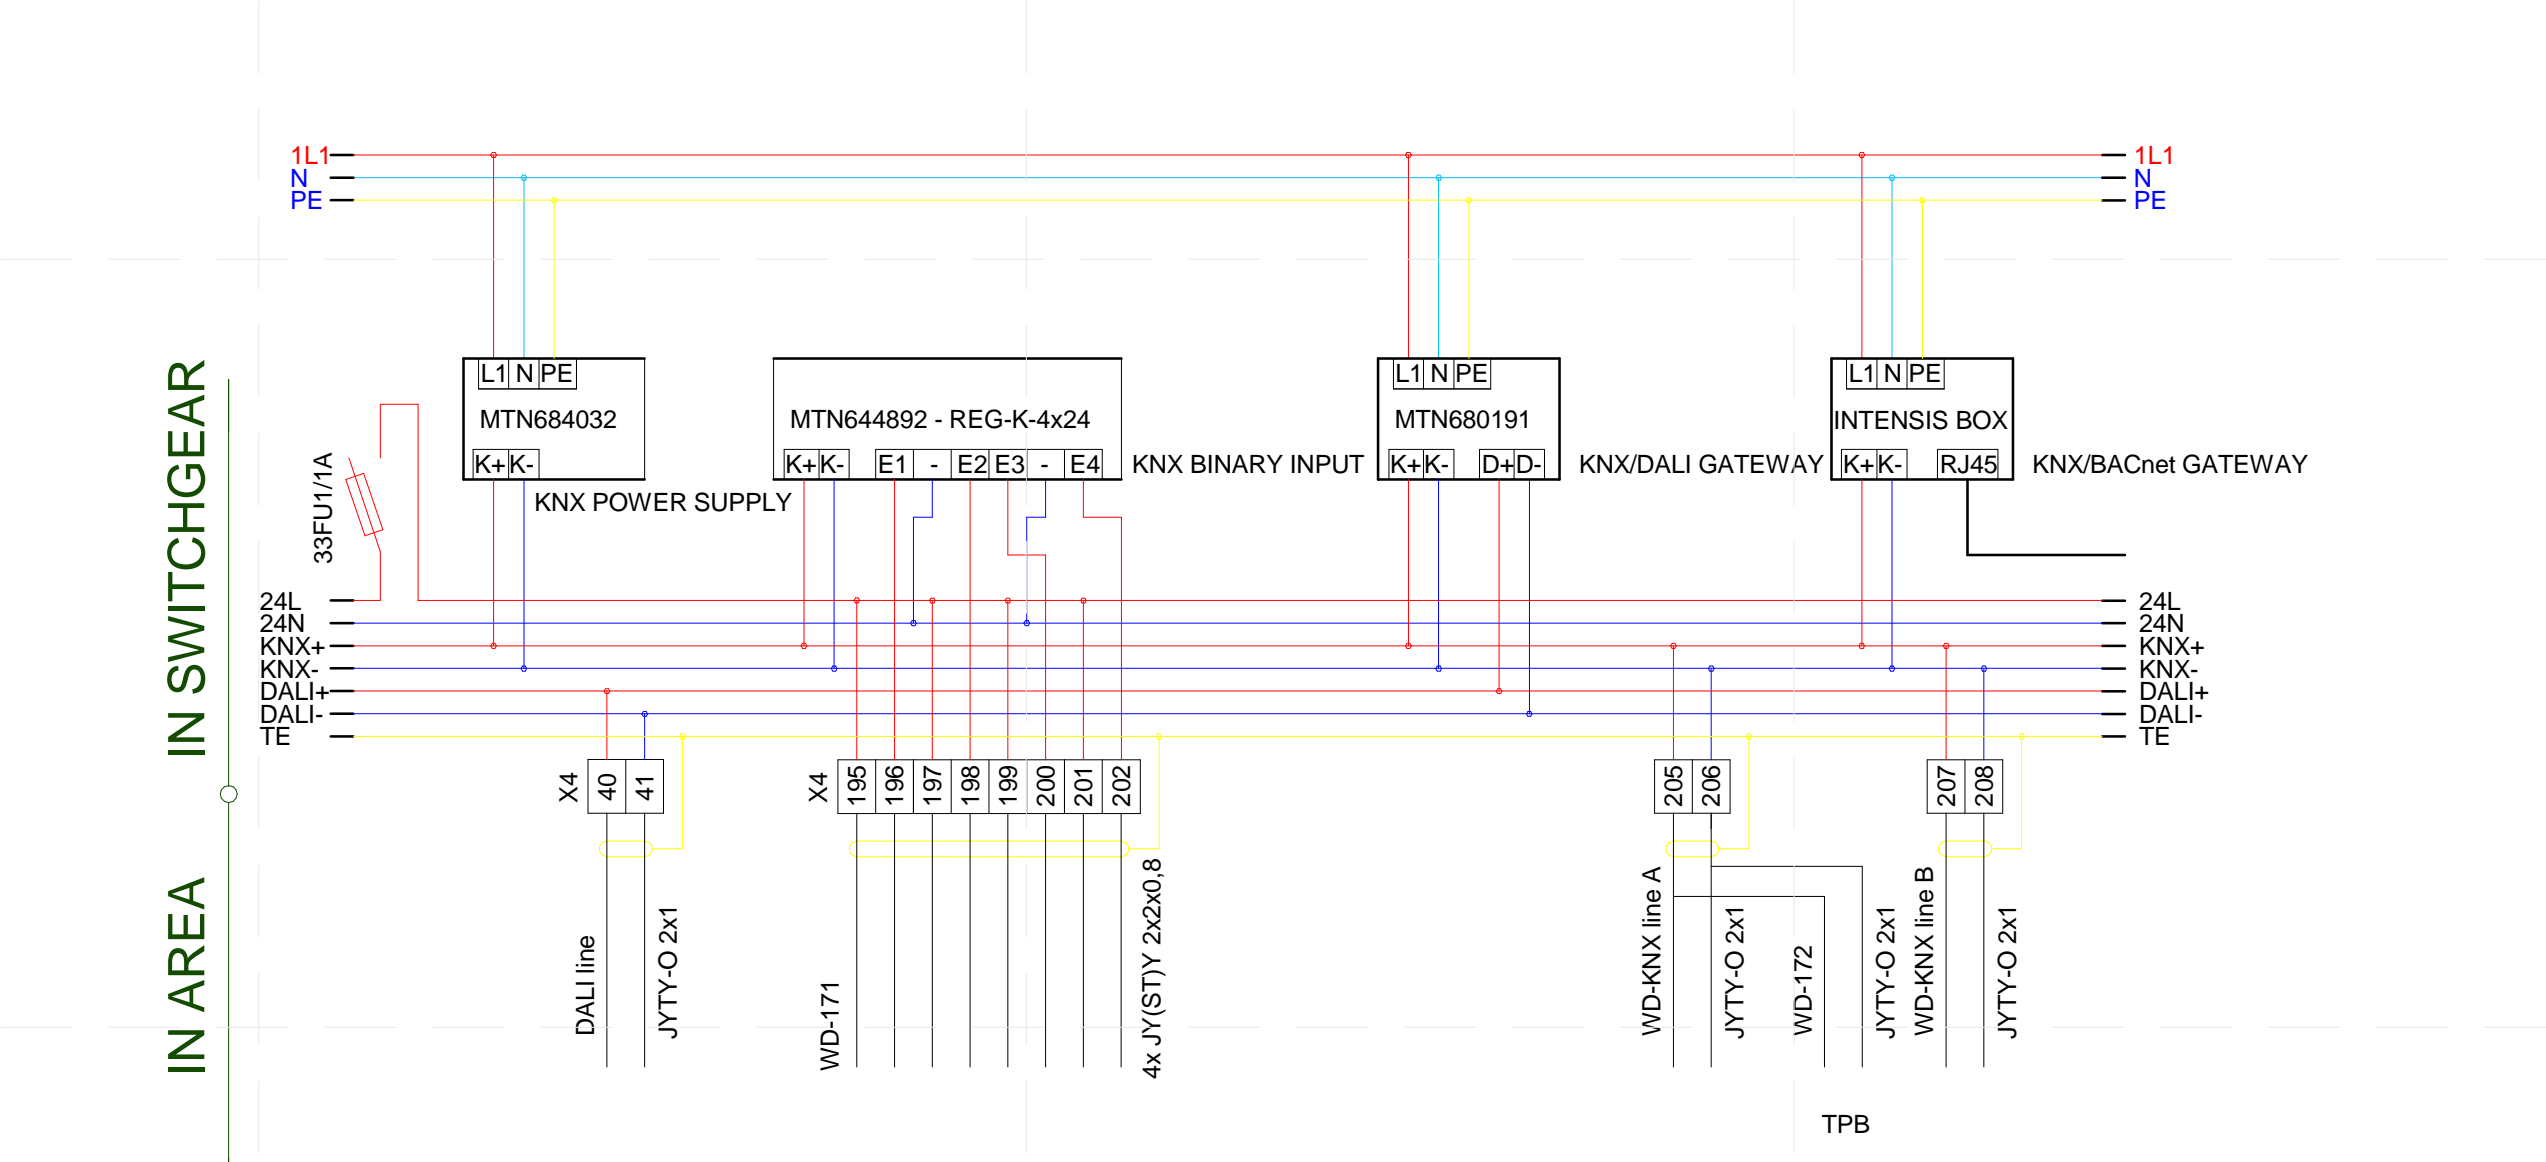 1L1
1L1
N
N
PE
PE
IN SWITCHGEAR
L1 N PE
L1 N PE
L1 N PE
MTN684032
MTN644892 - REG-K-4x24
MTN680191
INTENSIS BOX
33FU1/1A
K+ K-
K+ K- E1 - E2 E3 - E4
KNX BINARY INPUT
K+ K- D+ D-
KNX/DALI GATEWAY
K+ K- RJ45
KNX/BACnet GATEWAY
KNX POWER SUPPLY
24L
24L
24N
24N
KNX+
KNX+
KNX-
KNX-
DALI+
DALI+
DALI-
DALI-
TE
TE
X4 40 41
X4 195 196 197 198 199 200 201 202
205 206
207 208
IN AREA
DALI line
JYTY-O 2x1
WD-171
4x JY(ST)Y 2x2x0,8
WD-KNX line A
JYTY-O 2x1
WD-172
JYTY-O 2x1
WD-KNX line B
JYTY-O 2x1
TPB